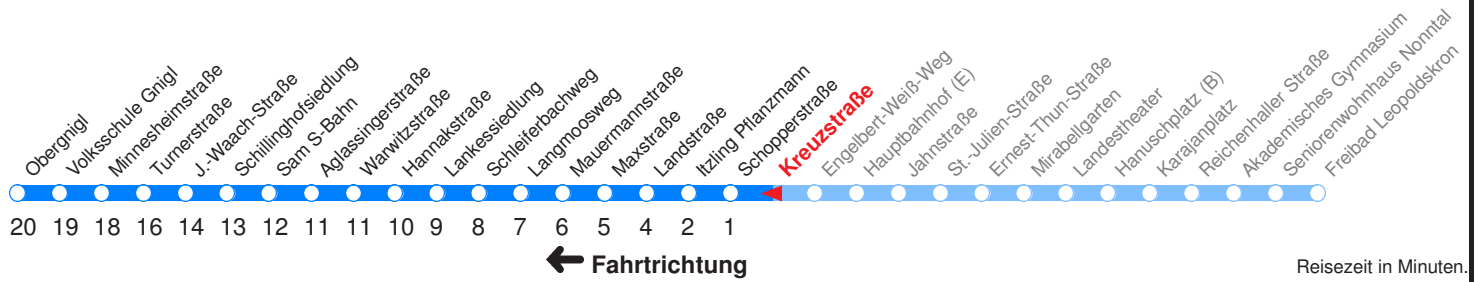 Obergnigl
Volksschule Gnigl
Minnesheimstraße
Turnerstraße
J.-Waach-Straße
Schillinghofsiedlung
Sam S-Bahn
Aglassingerstraße
Warwitzstraße
Hannakstraße
Lankessiedlung
Schleiferbachweg
Langmoosweg
Mauermannstraße
Maxstraße
Landstraße
Itzling Pflanzmann
Schopperstraße
Kreuzstraße
Engelbert-Weiß-Weg
Hauptbahnhof (E)
Jahnstraße
St.-Julien-Straße
Ernest-Thun-Straße
Mirabellgarten
Landestheater
Hanuschplatz (B)
Karajanplatz
Reichenhaller Straße
Akademisches Gymnasium
Seniorenwohnhaus Nonntal
Freibad Leopoldskron
20 19 18 16 14 13 12 11 11 10 9 8 7 6 5 4 2 1
Fahrtrichtung
Reisezeit in Minuten.